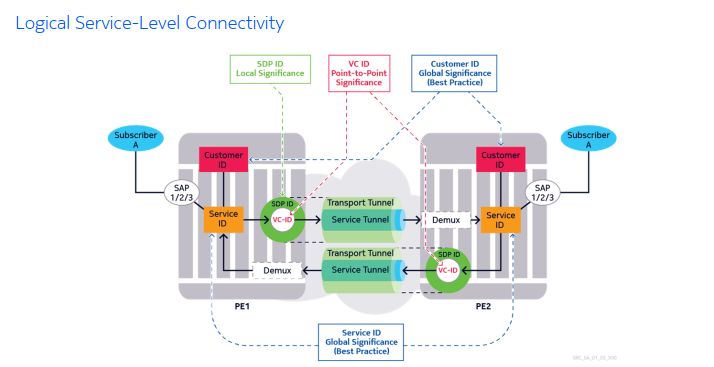 Logical Service-Level Connectivity
SDP ID
Local Significance
VC ID
Point-to-Point
Significance
Customer ID
Global Significance
(Best Practice)
Subscriber
A
Customer
ID
SAP
1/2/3
Service
ID
SDP ID
VC-ID
Transport Tunnel
Service Tunnel
Demux
Customer
ID
Service
ID
SAP
1/2/3
Subscriber
A
Demux
Transport Tunnel
Service Tunnel
SDP ID
VC-ID
PE1
PE2
Service ID
Global Significance
(Best Practice)